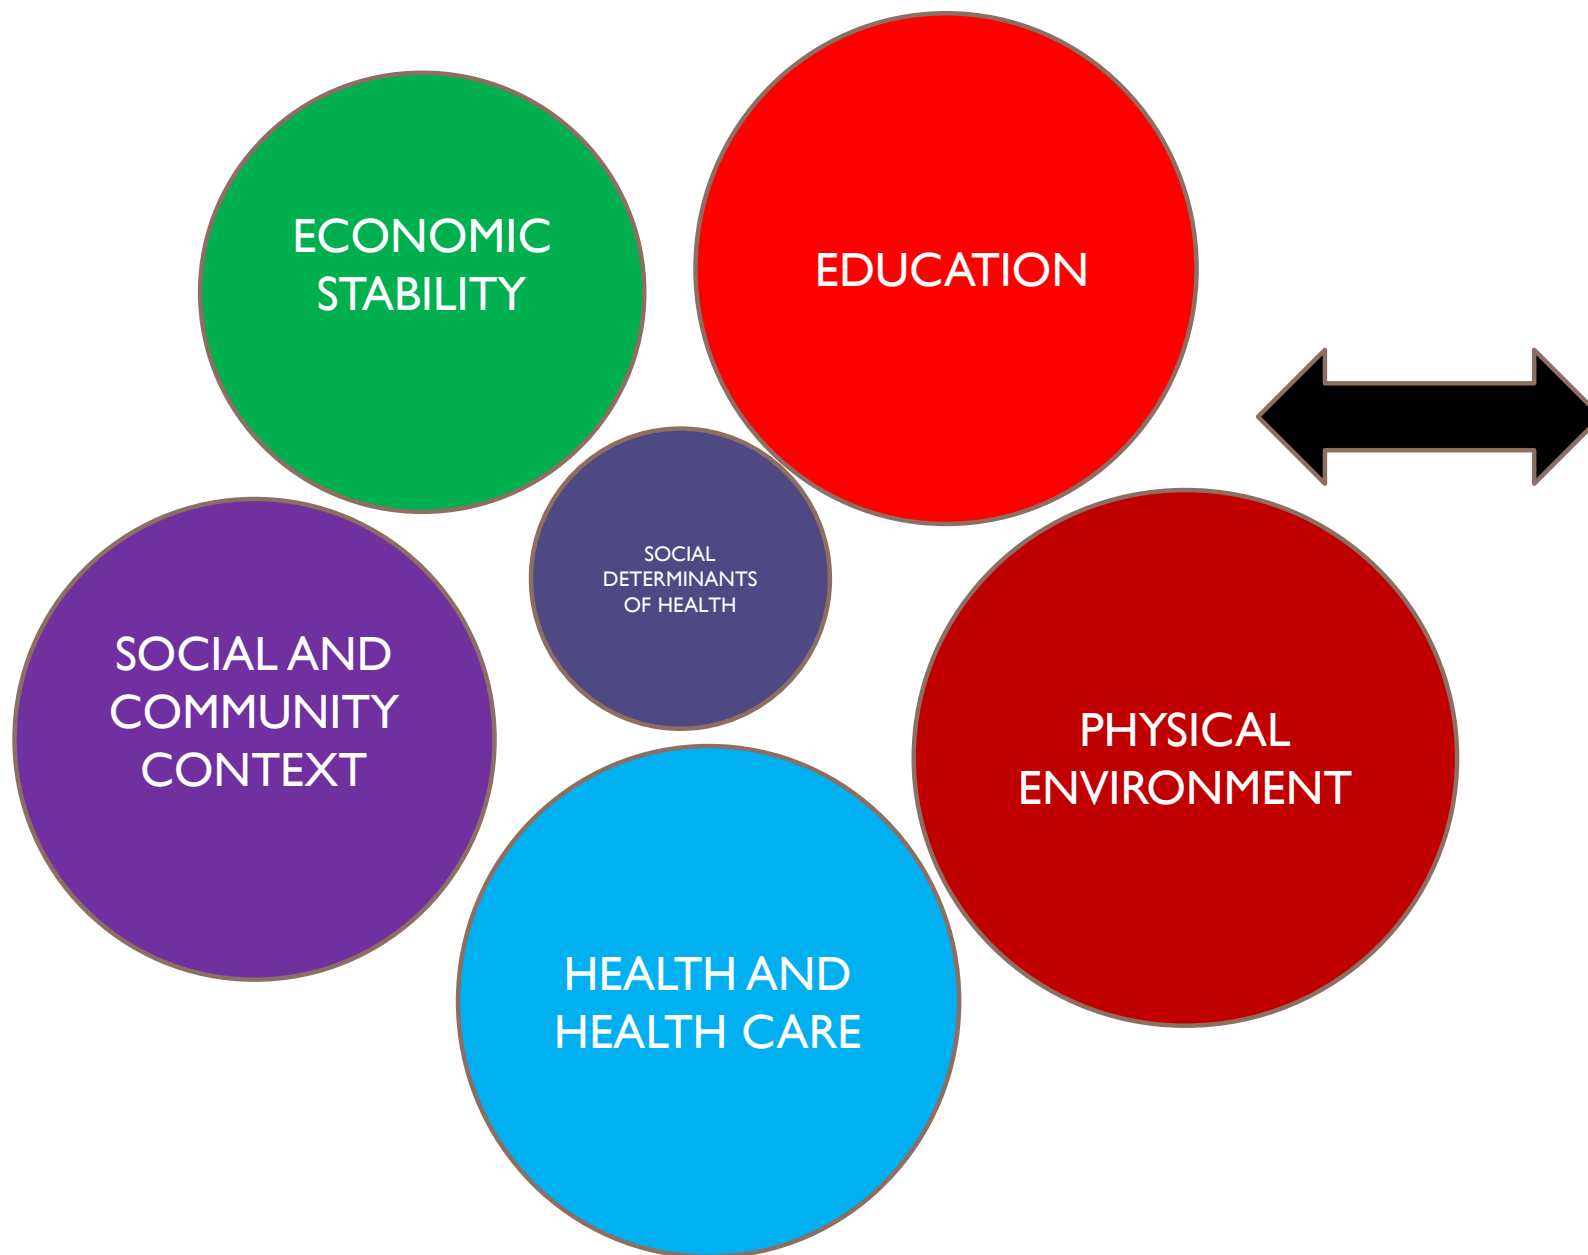 ECONOMIC
STABILITY
EDUCATION
SOCIAL
DETERMINANTS
OF HEALTH
SOCIAL AND
COMMUNITY
CONTEXT
PHYSICAL
ENVIRONMENT
HEALTH AND
HEALTH CARE